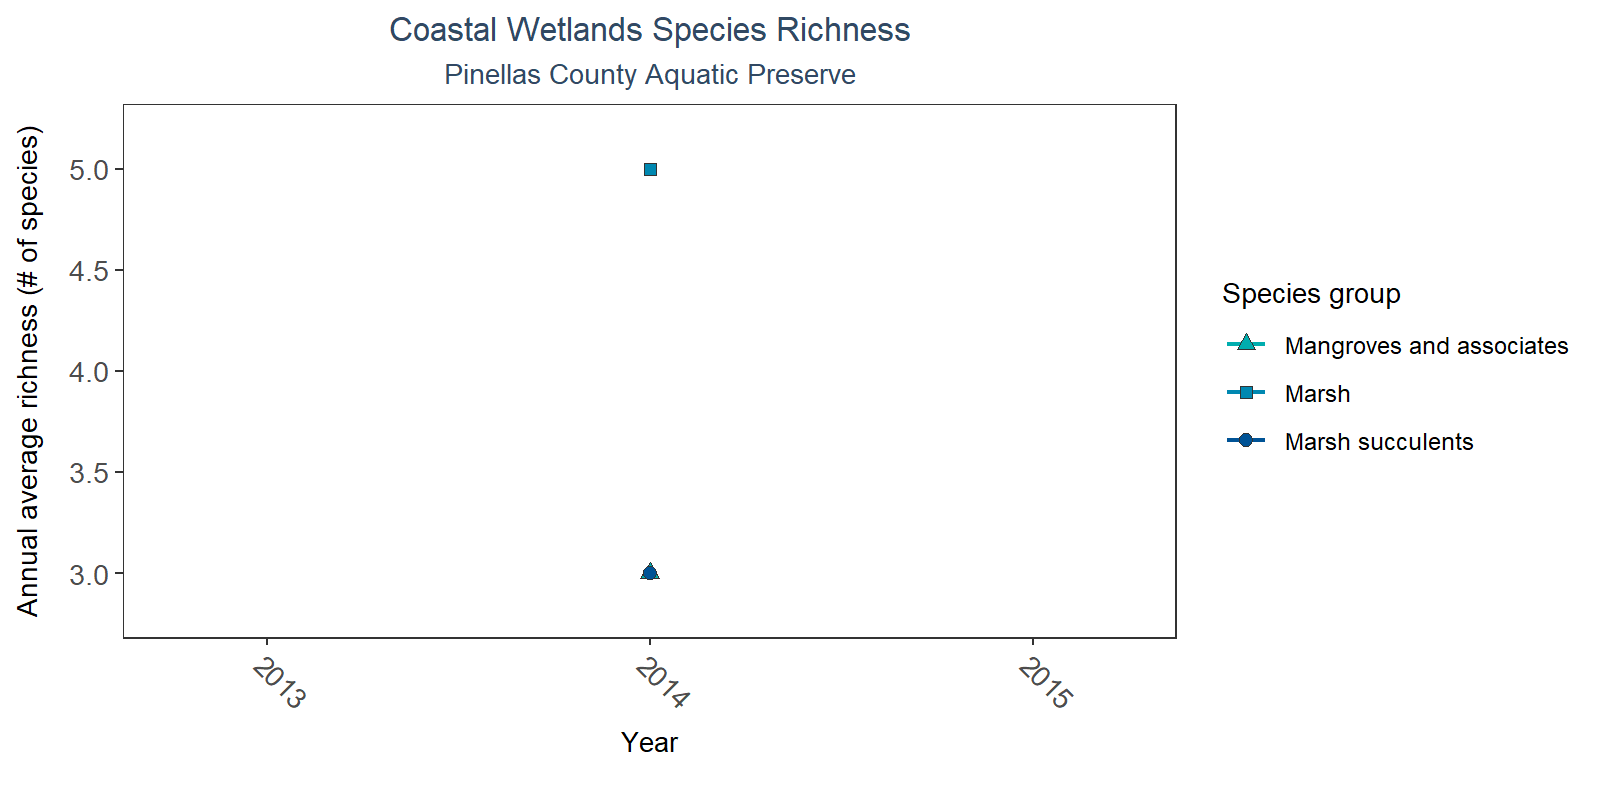 Coastal Wetlands Species Richness
Pinellas County Aquatic Preserve
Annual average richness (# of species)
5.0
4.5
4.0
3.5
3.0
2013
2014
2015
Year
Species group
Mangroves and associates
Marsh
Marsh succulents